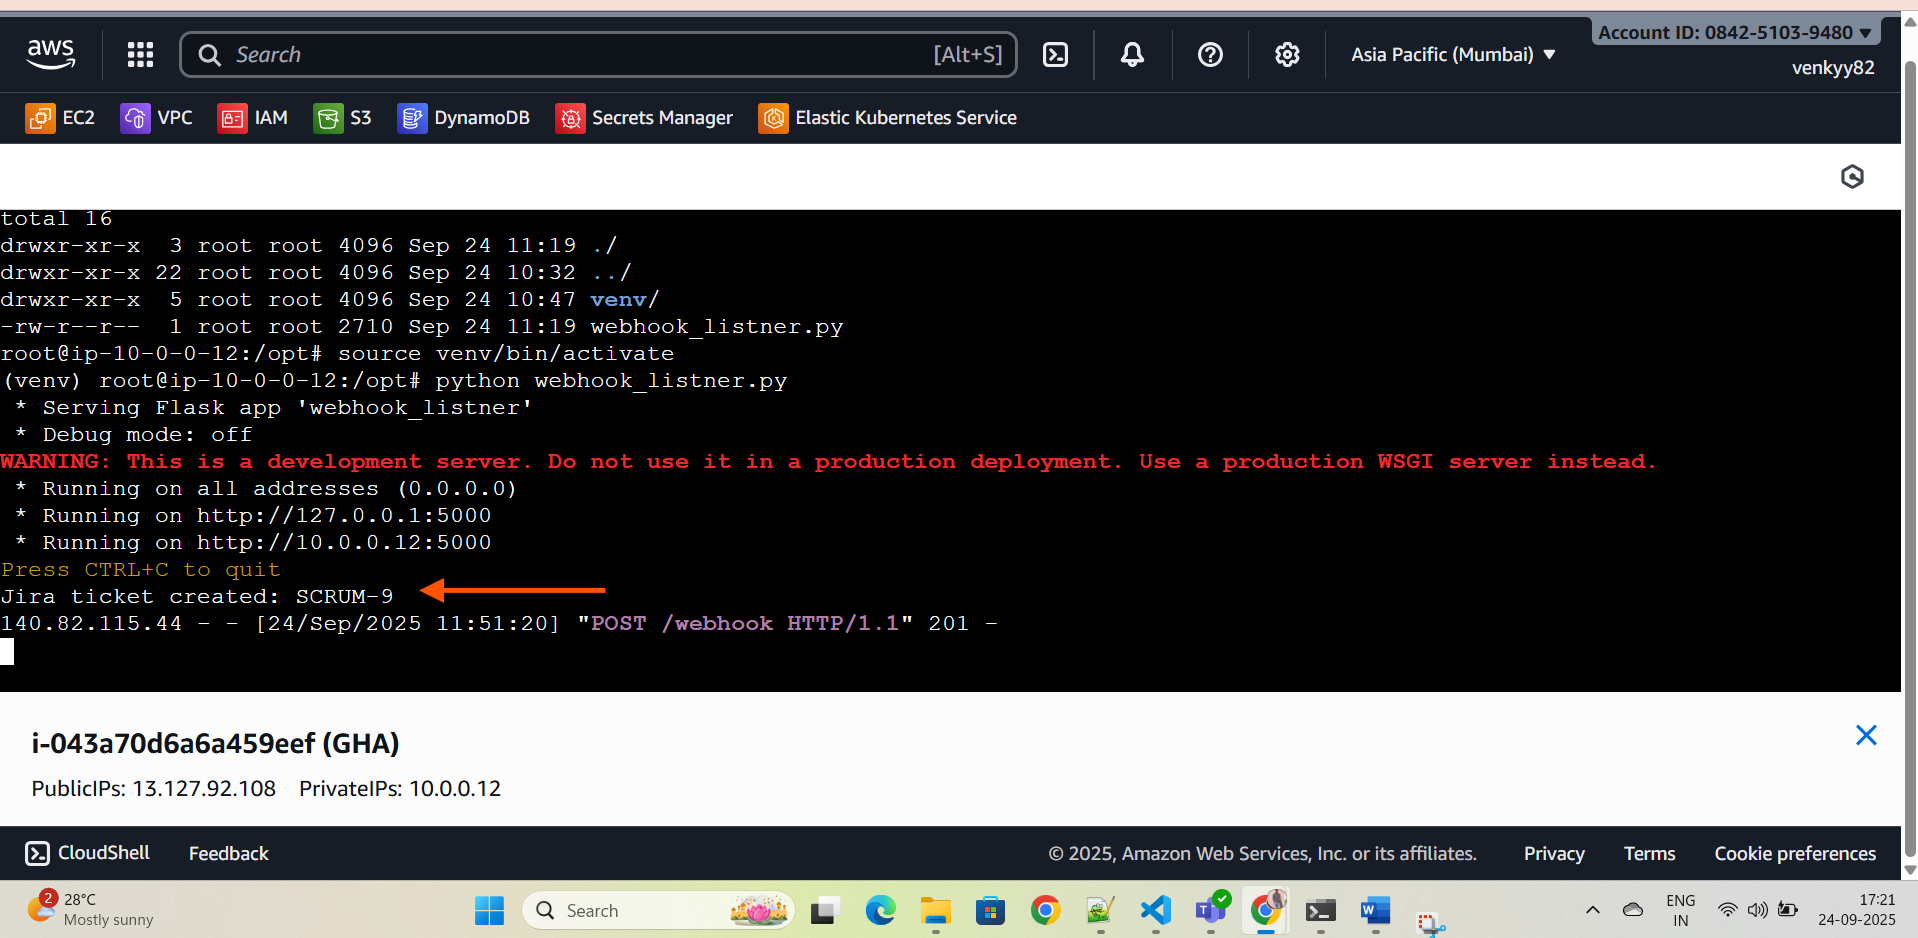 Account ID: 0842-5103-9480
aws
Search
[Alt+S]
Asia Pacific (Mumbai)
venkyy82
EC2 VPC IAM S3 DynamoDB Secrets Manager Elastic Kubernetes Service
total 16
drwxr-xr-x  3 root root 4096 Sep 24 11:19 ./
drwxr-xr-x 22 root root 4096 Sep 24 10:32 ../
drwxr-xr-x  5 root root 4096 Sep 24 10:47 venv/
-rw-r--r--  1 root root 2710 Sep 24 11:19 webhook_listner.py
root@ip-10-0-0-12:/opt# source venv/bin/activate
(venv) root@ip-10-0-0-12:/opt# python webhook_listner.py
 * Serving Flask app 'webhook_listner'
 * Debug mode: off
WARNING: This is a development server. Do not use it in a production deployment. Use a production WSGI server instead.
 * Running on all addresses (0.0.0.0)
 * Running on http://127.0.0.1:5000
 * Running on http://10.0.0.12:5000
Press CTRL+C to quit
Jira ticket created: SCRUM-9
140.82.115.44 - - [24/Sep/2025 11:51:20] "POST /webhook HTTP/1.1" 201 -
i-043a70d6a6a459eef (GHA)
PublicIPs: 13.127.92.108 PrivateIPs: 10.0.0.12
CloudShell Feedback © 2025, Amazon Web Services, Inc. or its affiliates. Privacy Terms Cookie preferences
2
28°C
Mostly sunny
Search
ENG
IN
17:21
24-09-2025